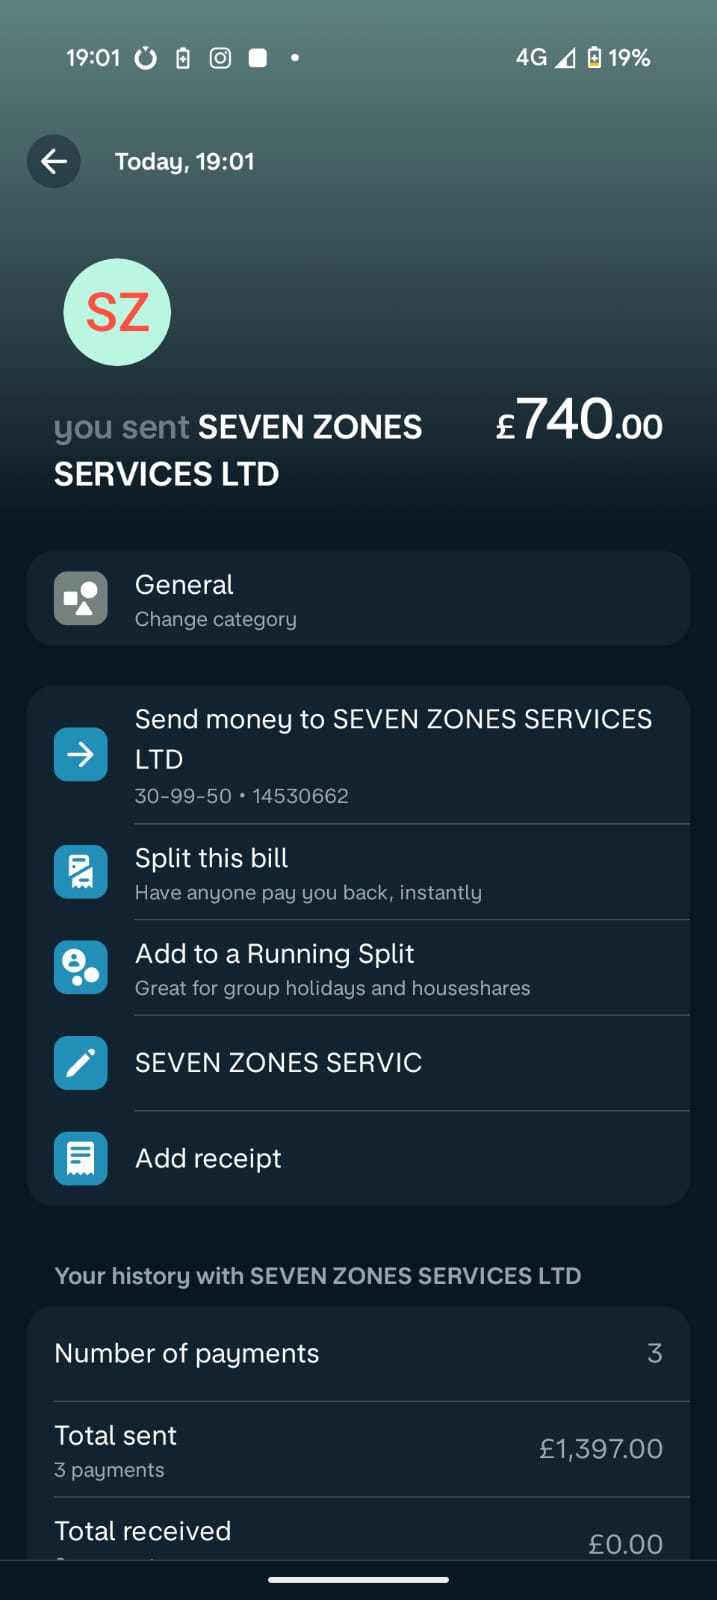 19:01
4G 19%
Today, 19:01
SZ
you sent SEVEN ZONES
SERVICES LTD
£740.00
General
Change category
Send money to SEVEN ZONES SERVICES
LTD
30-99-50 • 14530662
Split this bill
Have anyone pay you back, instantly
Add to a Running Split
Great for group holidays and houseshares
SEVEN ZONES SERVIC
Add receipt
Your history with SEVEN ZONES SERVICES LTD
Number of payments 3
Total sent £1,397.00
3 payments
Total received £0.00